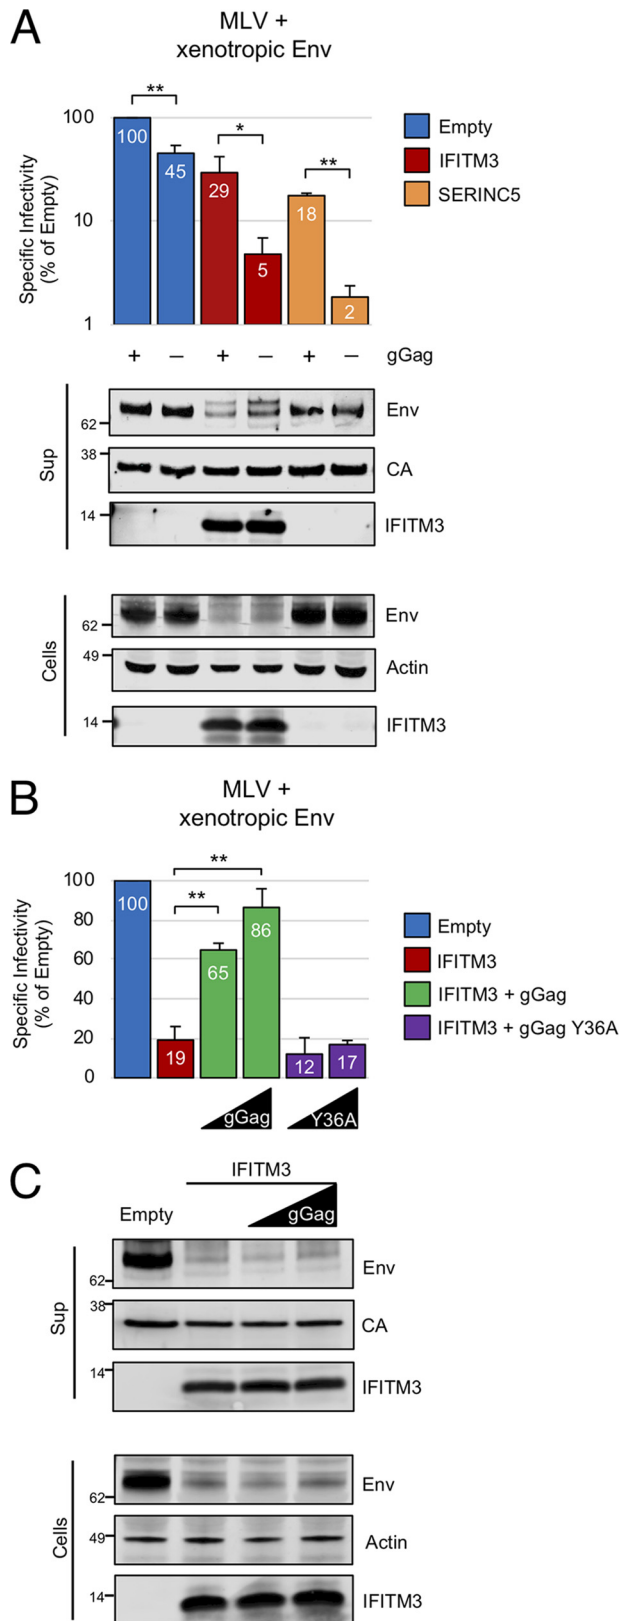 A
MLV +
xenotropic Env
Specific Infectivity
(% of Empty)
100
10
1
100
45
29
5
18
2
**
*
**
Empty
IFITM3
SERINC5
+ − + − + − gGag
Sup
62
Env
38
CA
14
IFITM3
Cells
62
Env
49
Actin
14
IFITM3
B
MLV +
xenotropic Env
Specific Infectivity
(% of Empty)
100
80
60
40
20
0
100
19
65
86
12
17
**
**
Empty
IFITM3
IFITM3 + gGag
IFITM3 + gGag Y36A
gGag
Y36A
C
IFITM3
Empty
gGag
Sup
62
Env
38
CA
14
IFITM3
Cells
62
Env
49
Actin
14
IFITM3